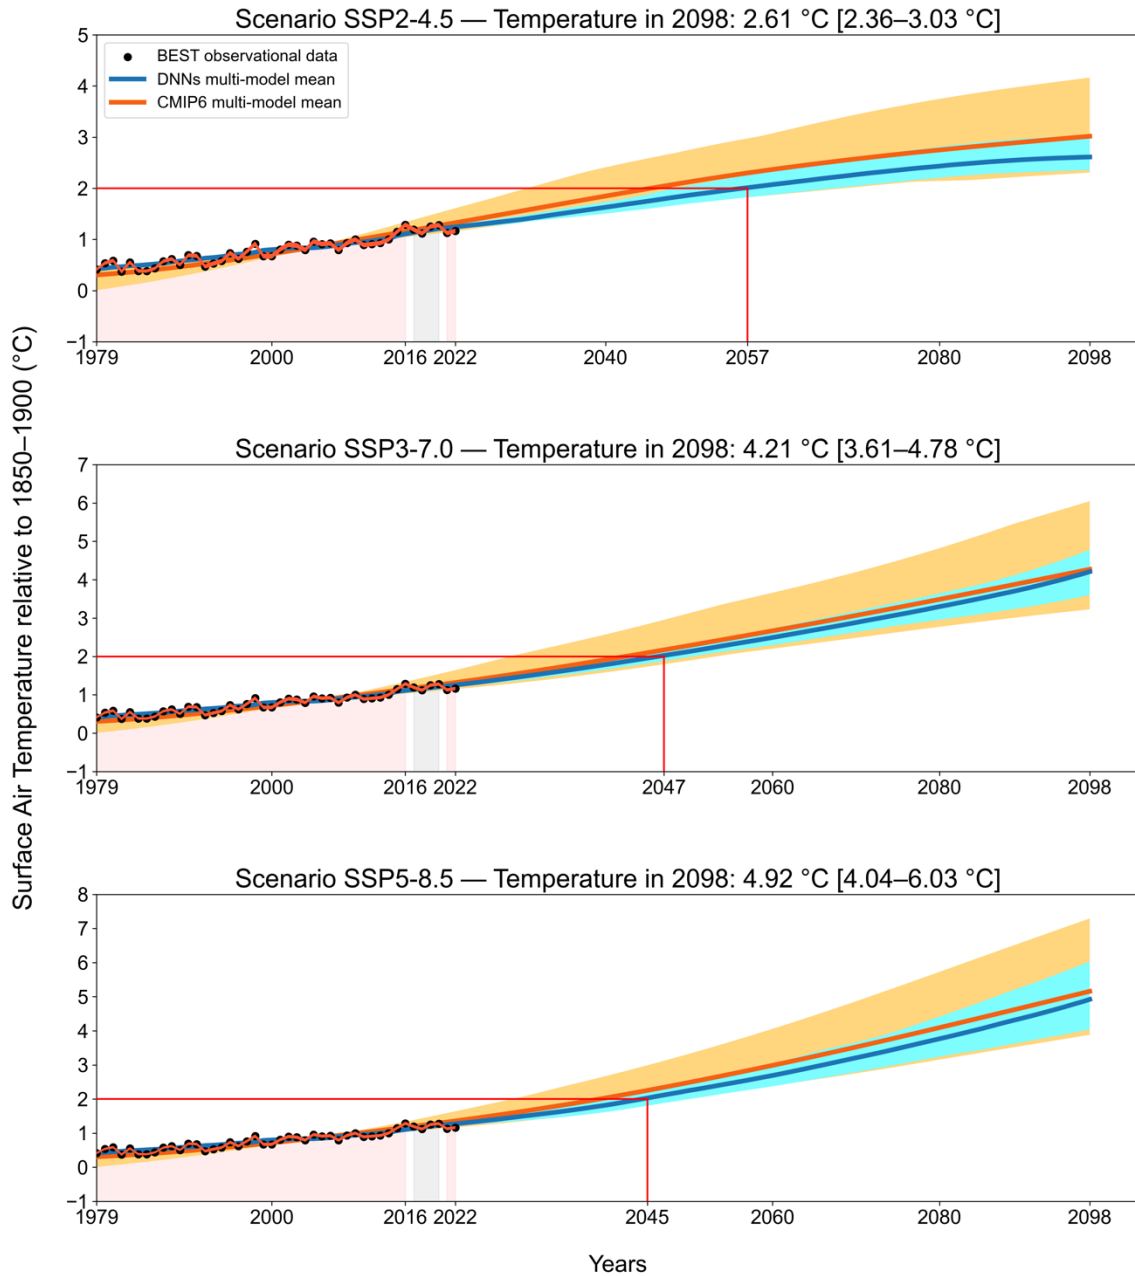 Scenario SSP2-4.5 — Temperature in 2098: 2.61 °C [2.36–3.03 °C]
5
4
3
2
1
0
−1
BEST observational data
DNNs multi-model mean
CMIP6 multi-model mean
1979 2000 2016 2022 2040 2057 2080 2098
Surface Air Temperature relative to 1850–1900 (°C)
Scenario SSP3-7.0 — Temperature in 2098: 4.21 °C [3.61–4.78 °C]
7
6
5
4
3
2
1
0
−1
1979 2000 2016 2022 2047 2060 2080 2098
Scenario SSP5-8.5 — Temperature in 2098: 4.92 °C [4.04–6.03 °C]
8
7
6
5
4
3
2
1
0
−1
1979 2000 2016 2022 2045 2060 2080 2098
Years